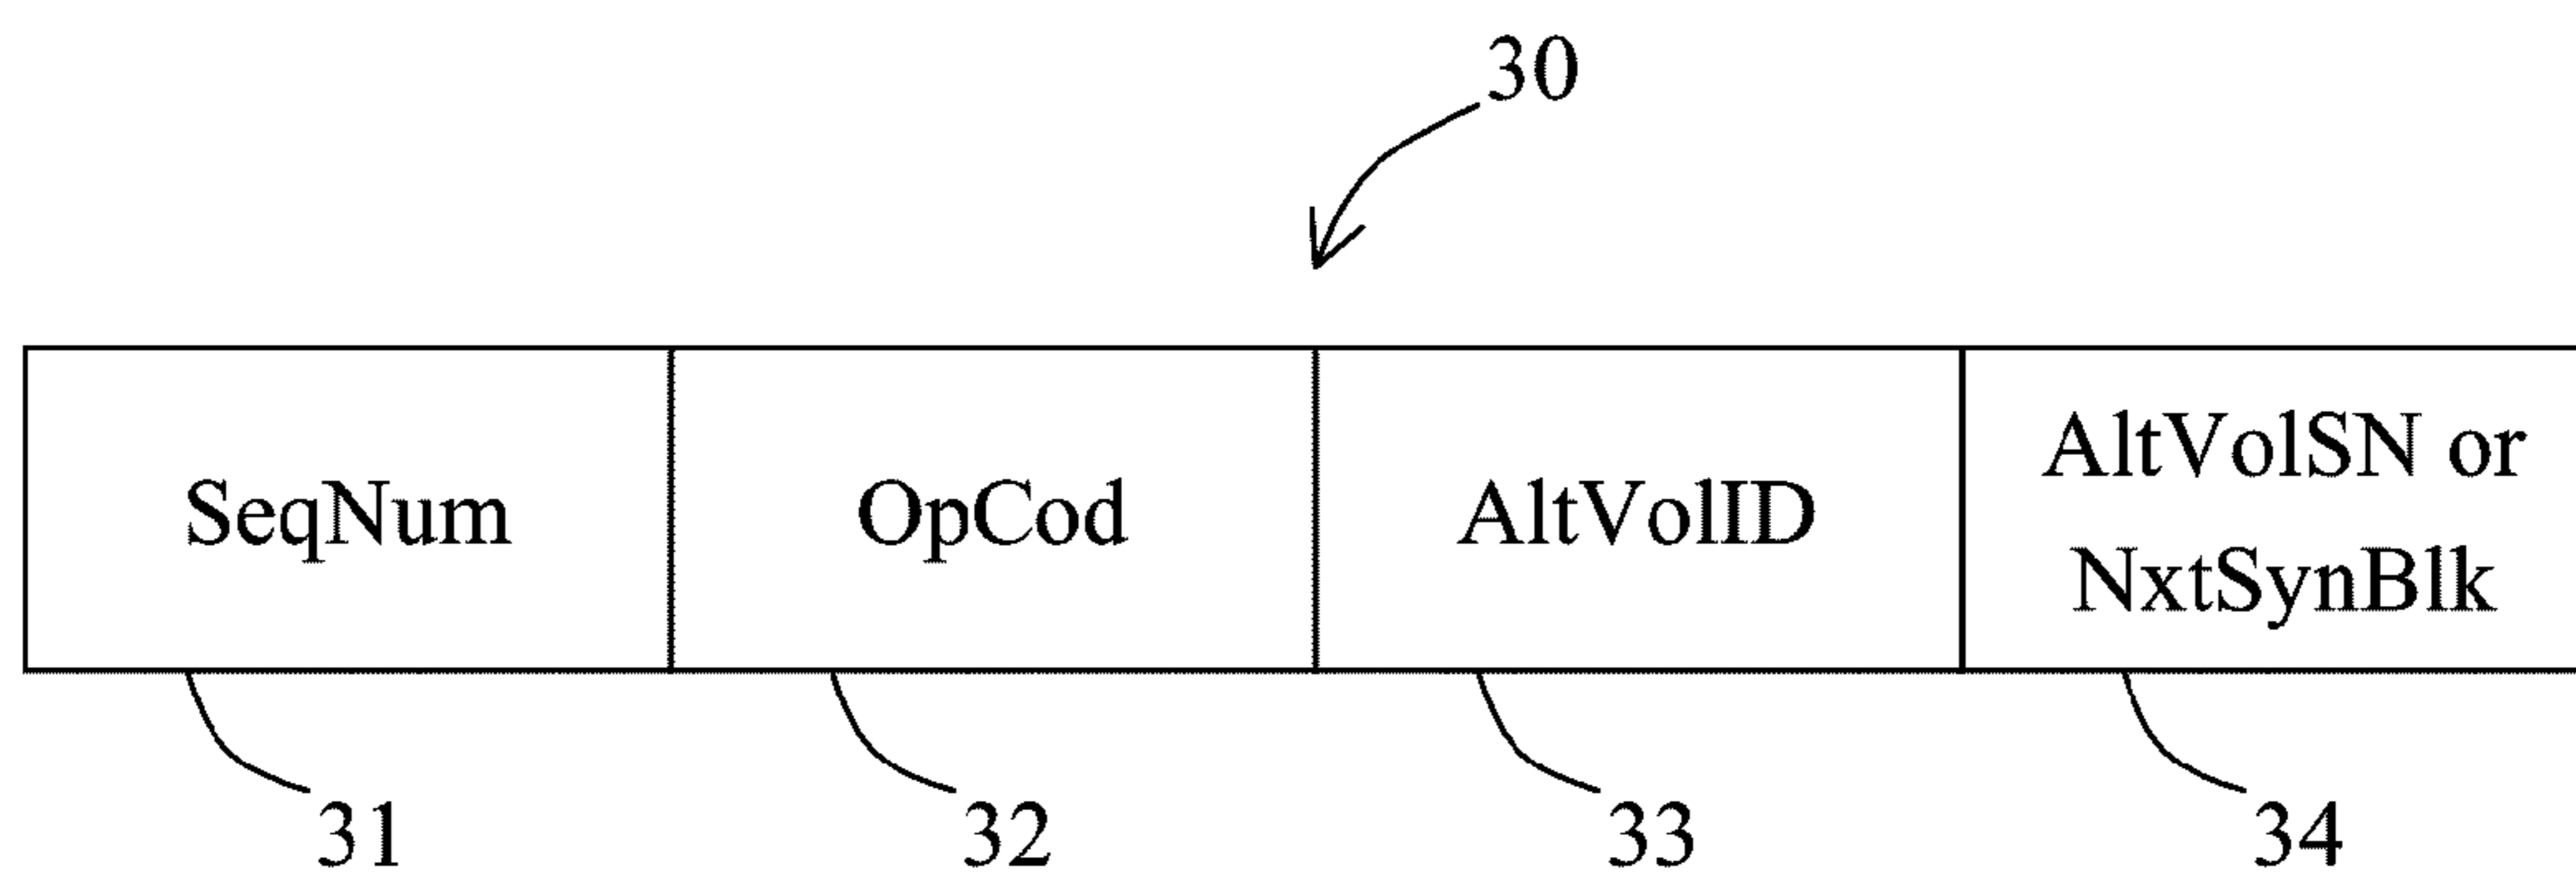 30
SeqNum
OpCod
AltVolID
AltVolSN or
NxtSynBlk
31
32
33
34